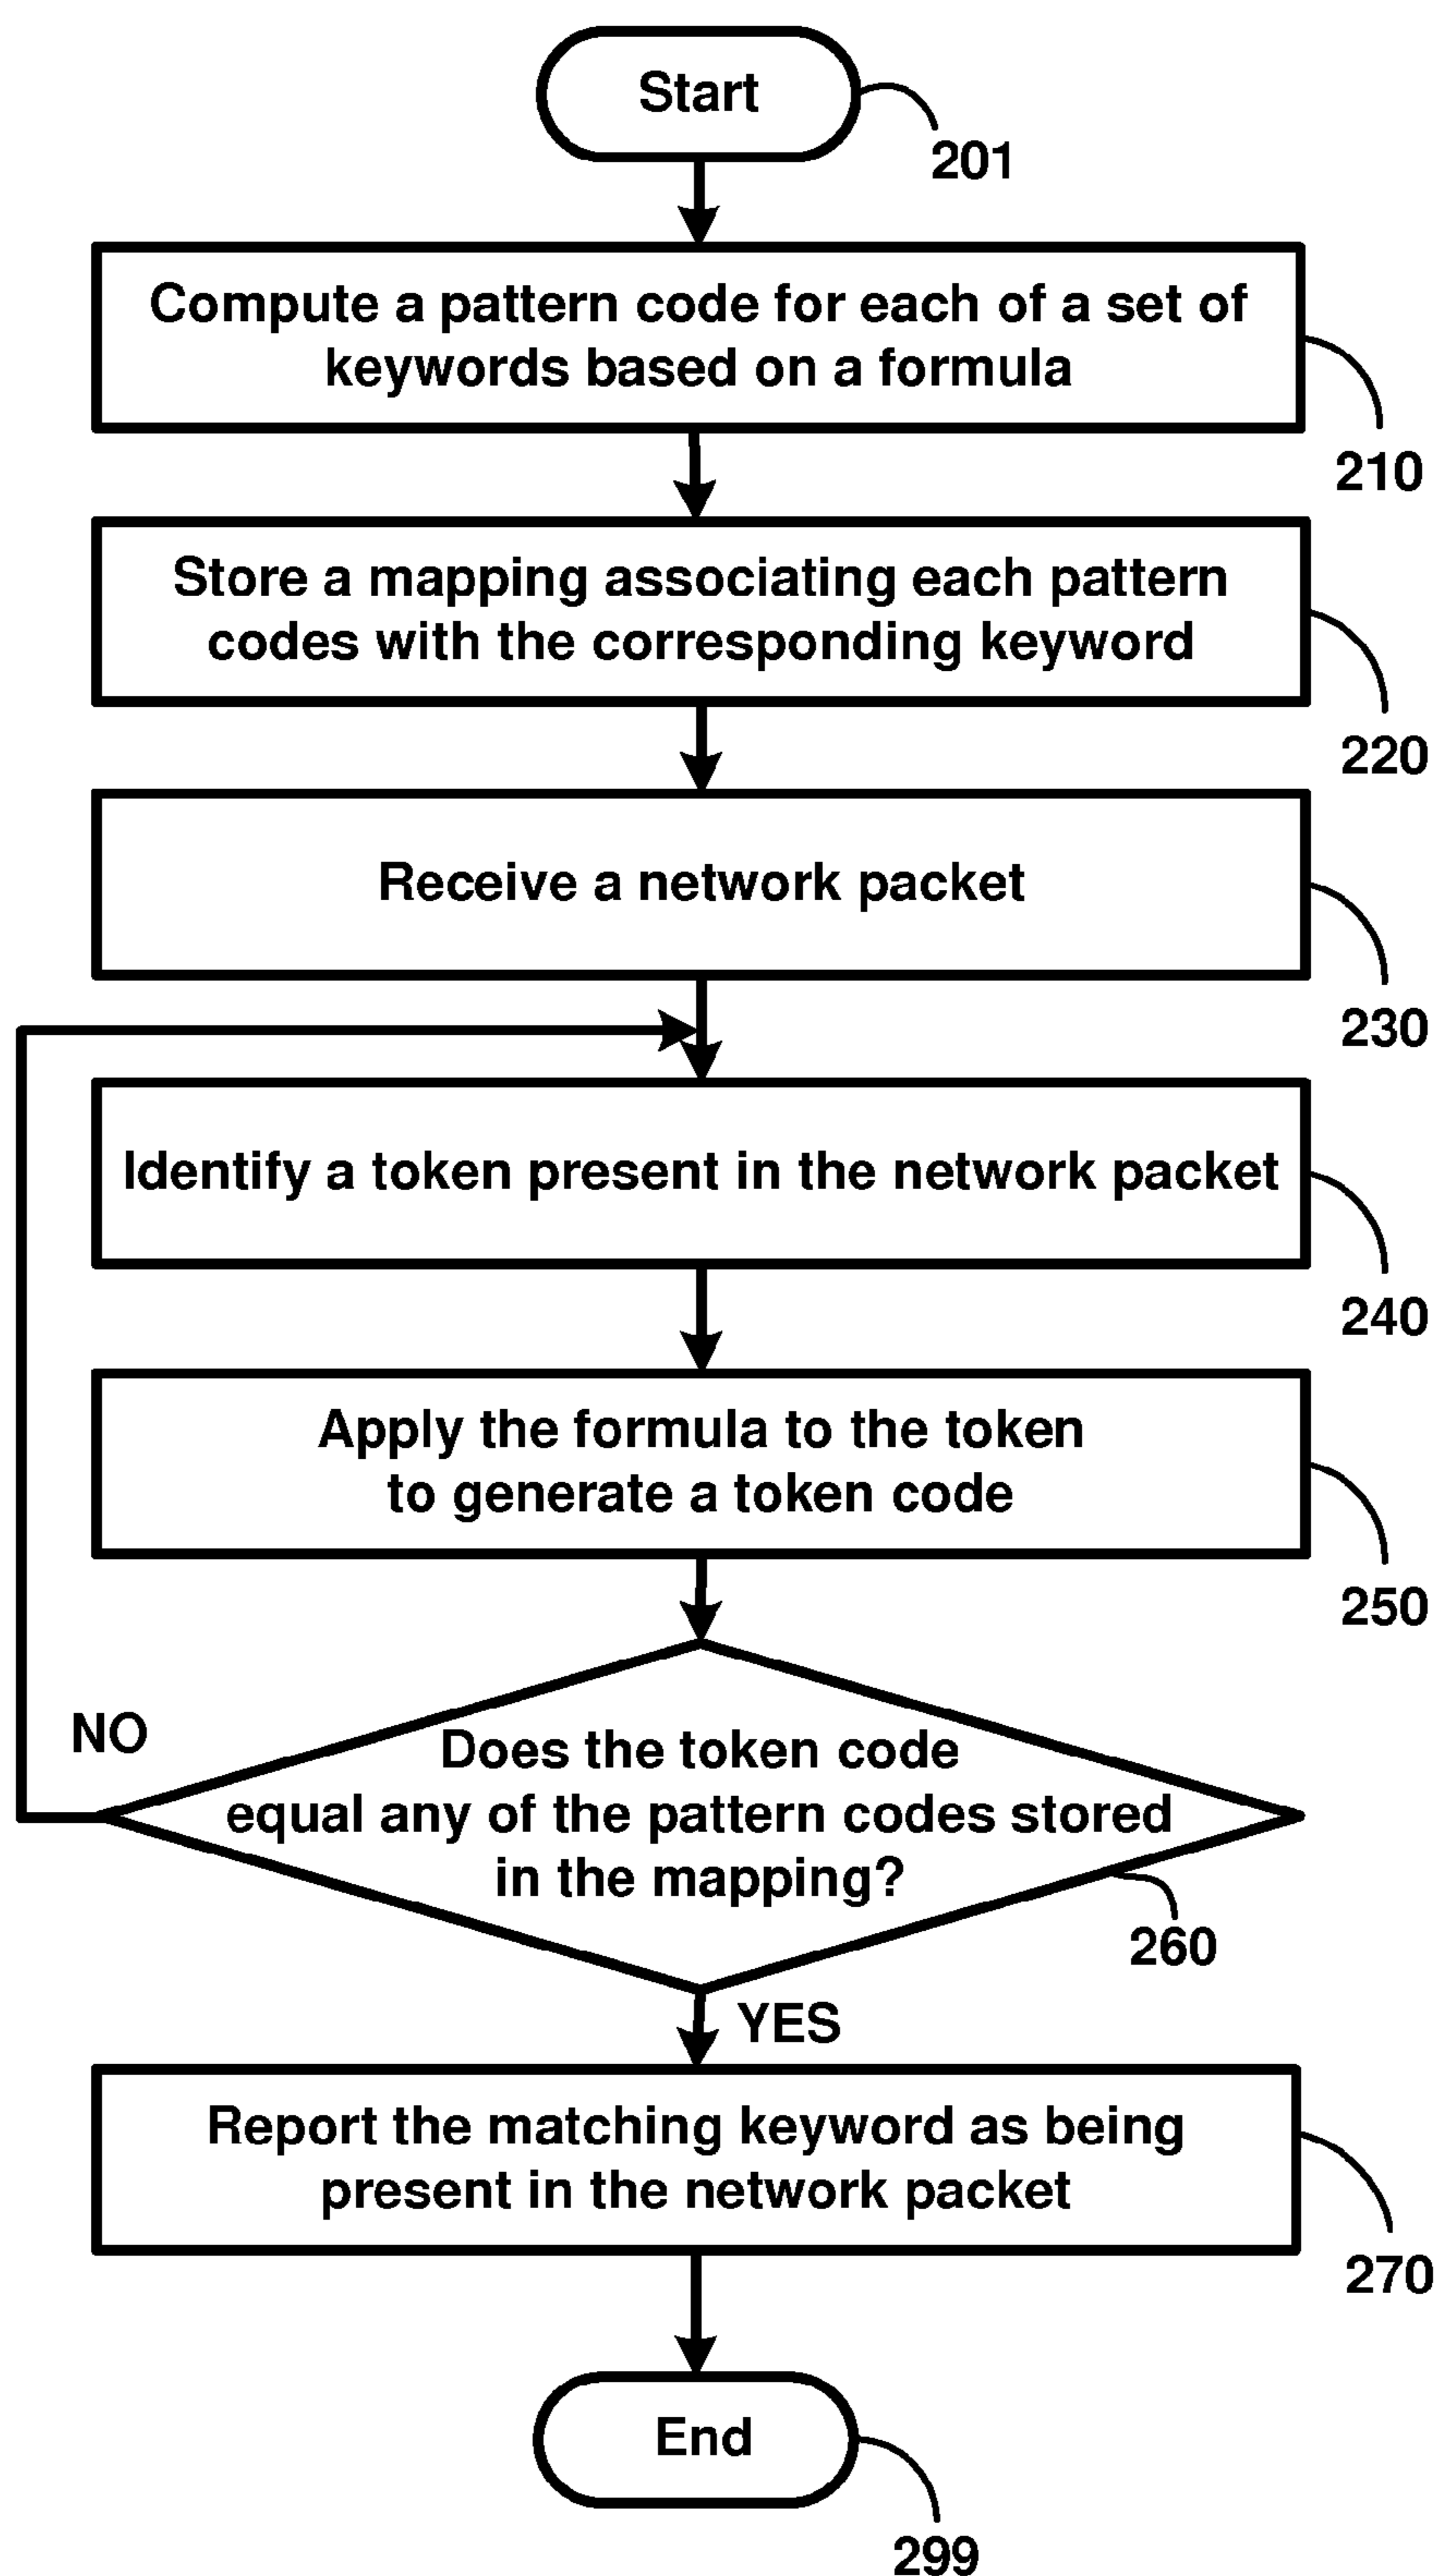 Start
201
Compute a pattern code for each of a set of
keywords based on a formula
210
Store a mapping associating each pattern
codes with the corresponding keyword
220
Receive a network packet
230
Identify a token present in the network packet
240
Apply the formula to the token
to generate a token code
250
NO
Does the token code
equal any of the pattern codes stored
in the mapping?
260
YES
Report the matching keyword as being
present in the network packet
270
End
299